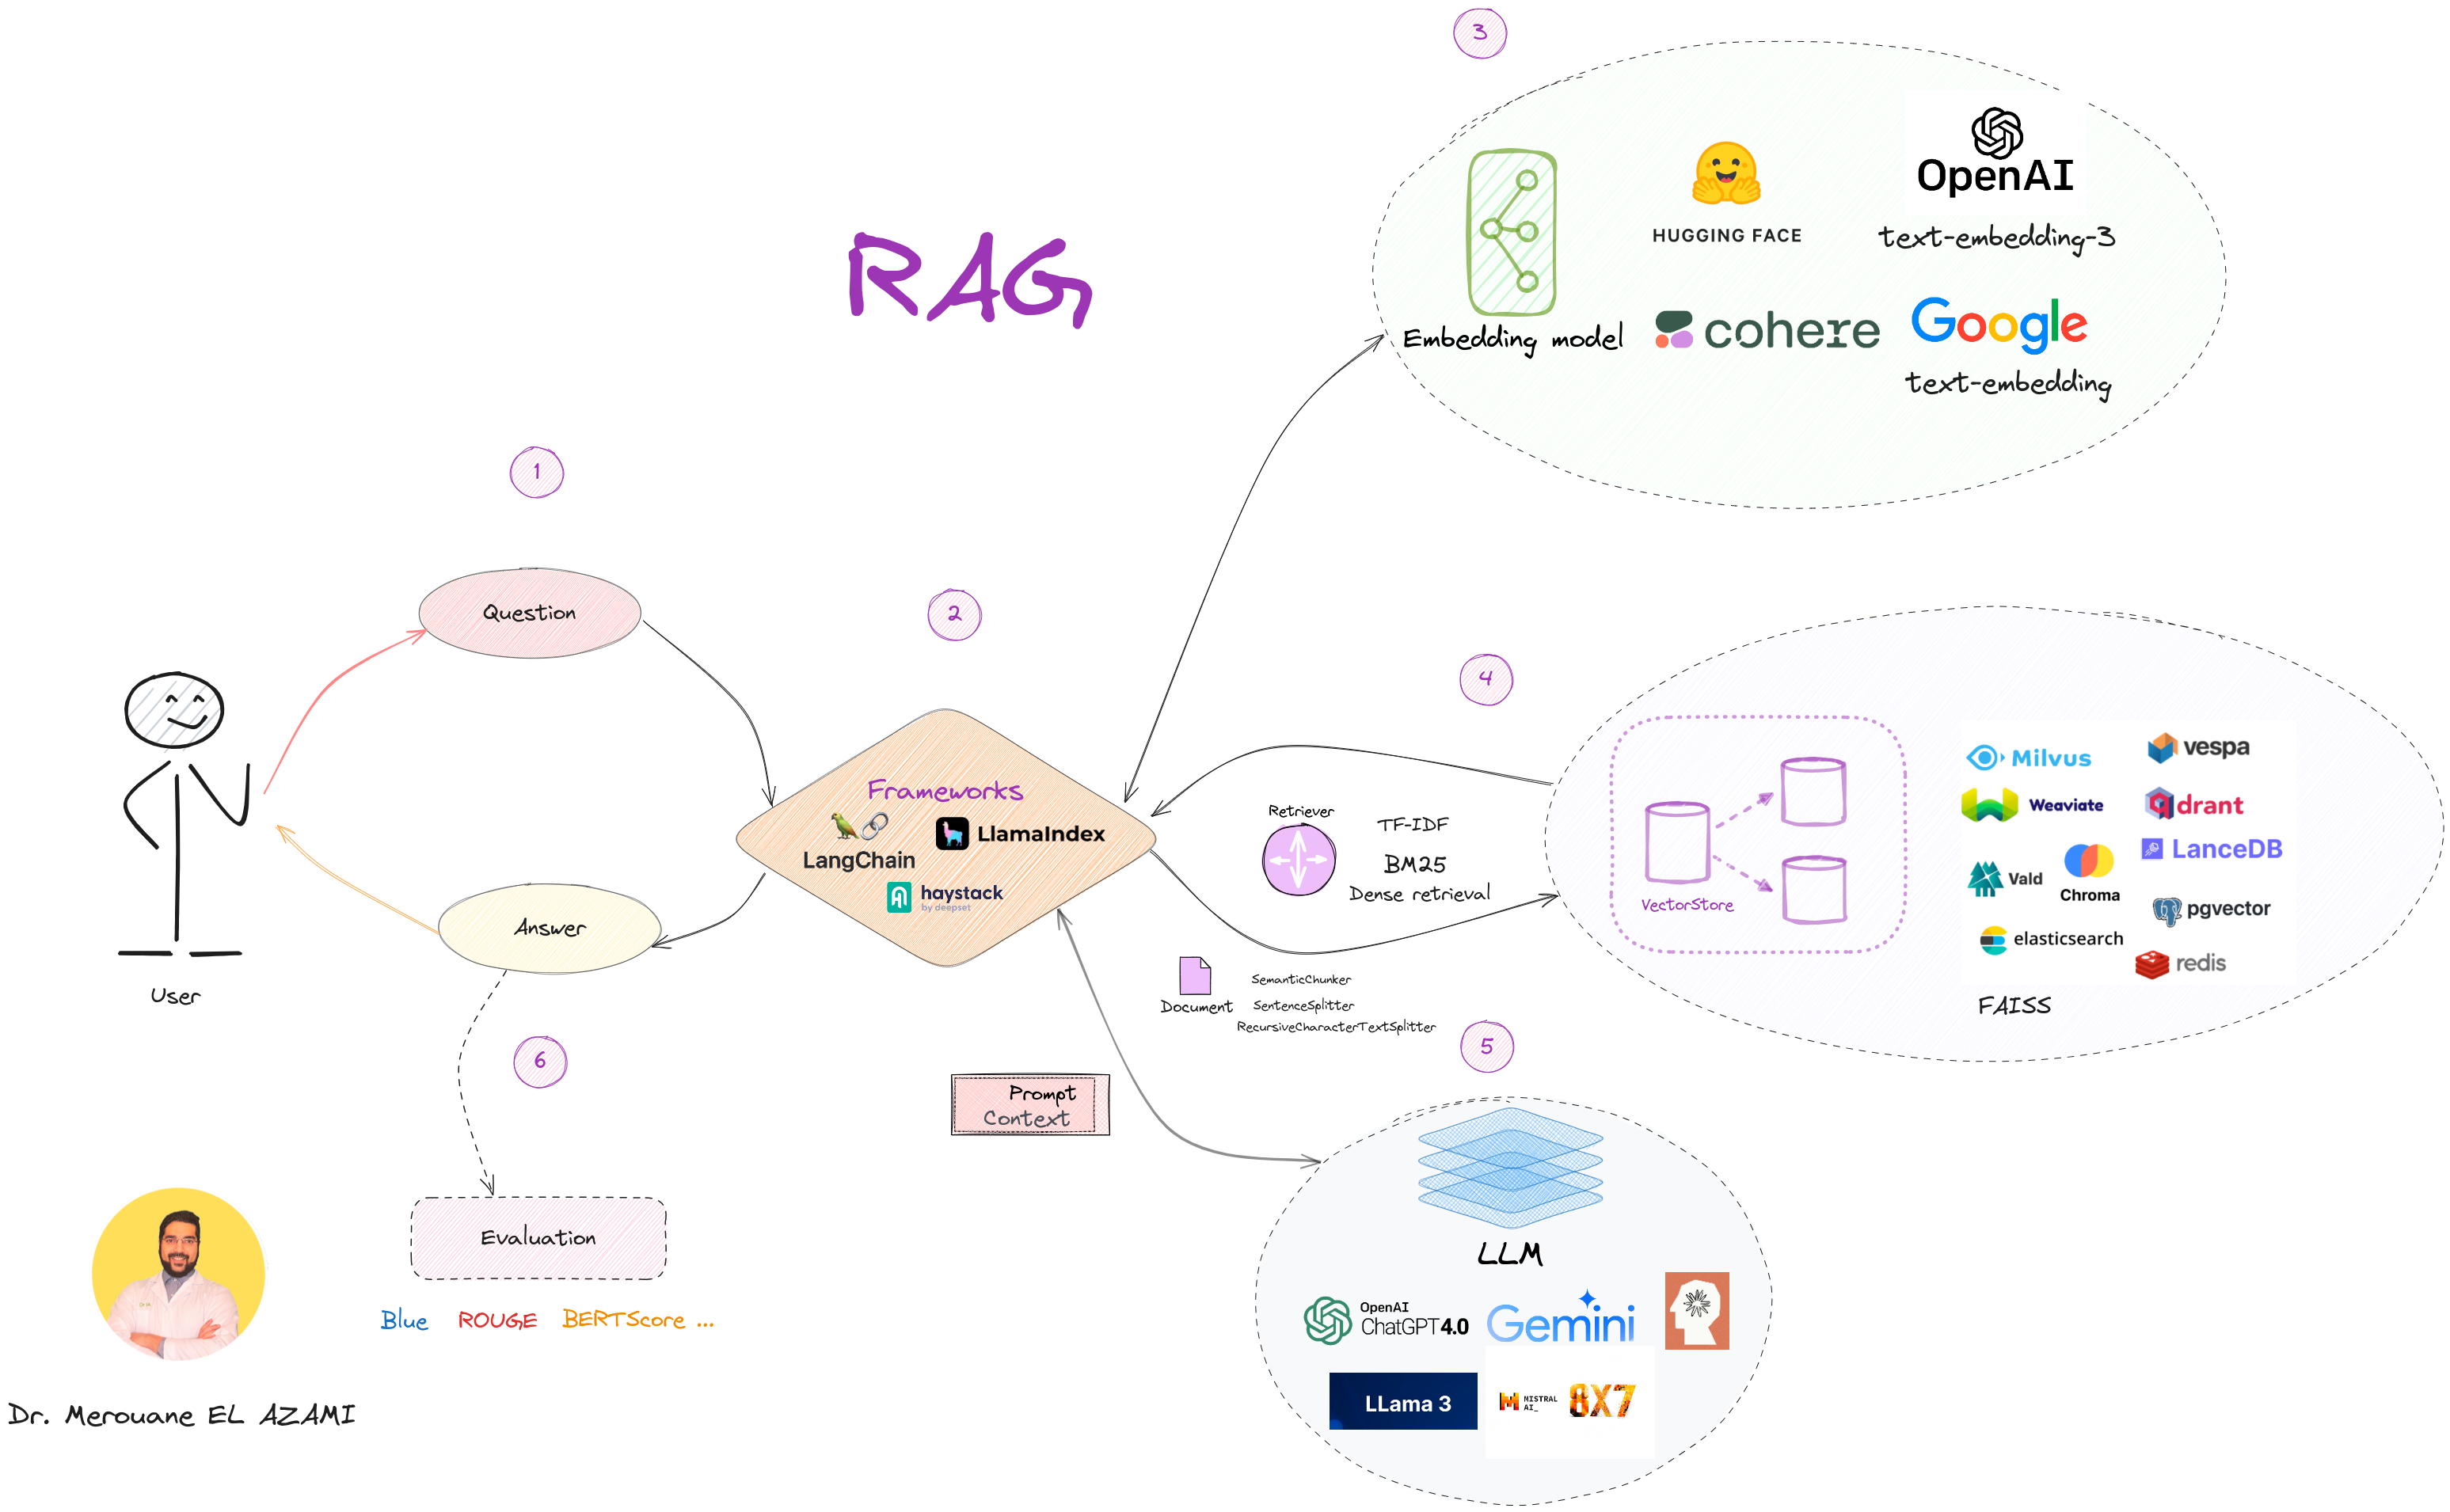 3
OpenAI
HUGGING FACE
text-embedding-3
RAG
Embedding model
cohere
Google
text-embedding
1
Question
2
4
Frameworks
LangChain
LlamaIndex
haystack
by deepset
Retriever
TF-IDF
BM25
Dense retrieval
VectorStore
Milvus
vespa
Weaviate
drant
LanceDB
Vald
Chroma
pgvector
elasticsearch
redis
FAISS
Answer
User
Document
SemanticChunker
SentenceSplitter
RecursiveCharacterTextSplitter
5
6
Prompt
Context
LLM
OpenAI
ChatGPT 4.0
Gemini
LLama 3
MISTRAL
AI_
8X7
Evaluation
Blue ROUGE BERTScore ...
Dr. Merouane EL AZAMI